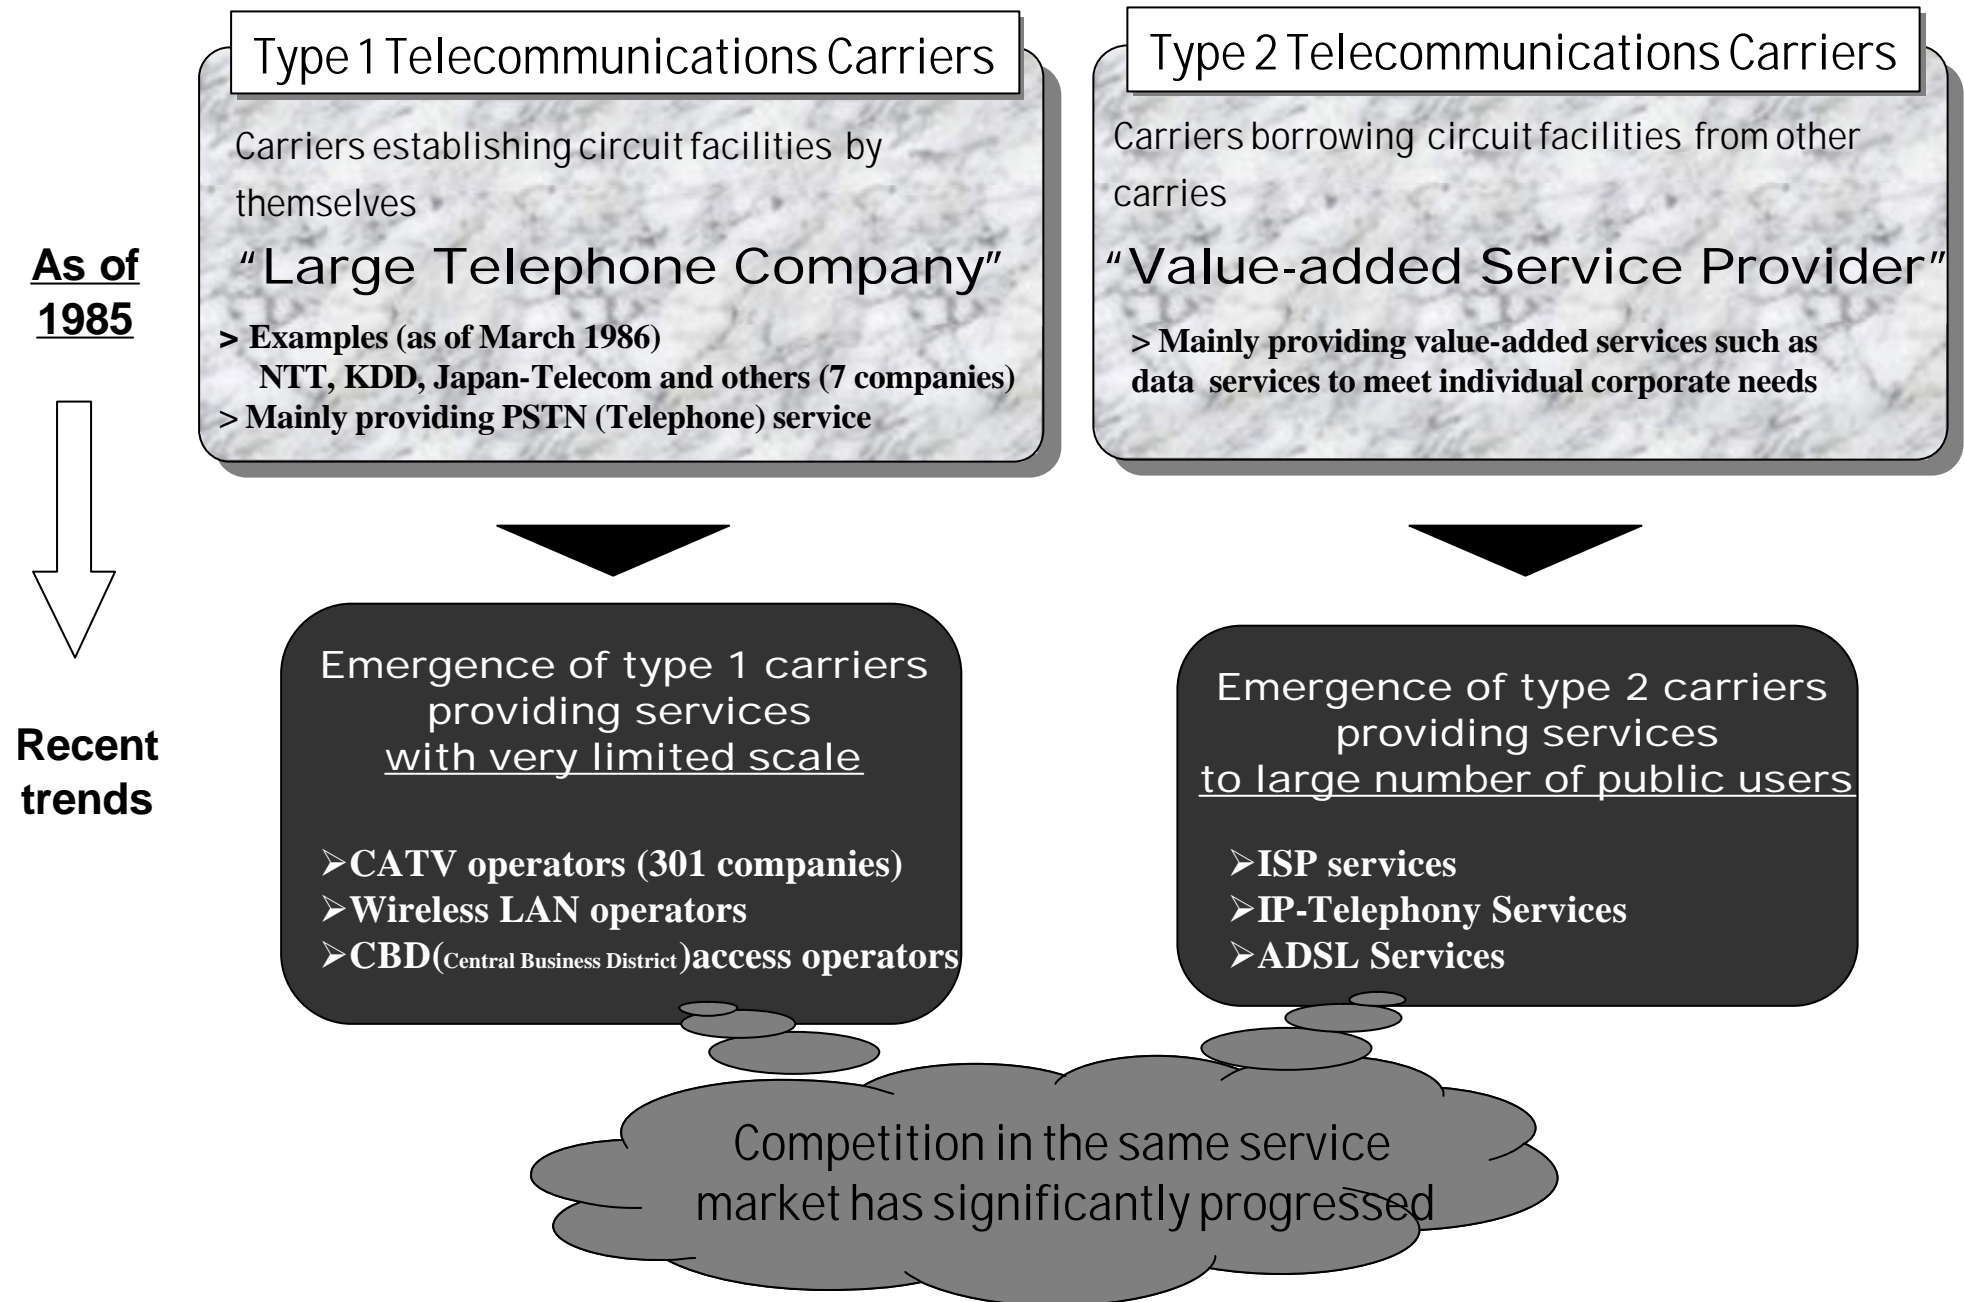 Type 1 Telecommunications Carriers
Carriers establishing circuit facilities by
themselves
“Large Telephone Company”
> Examples (as of March 1986)
NTT, KDD, Japan-Telecom and others (7 companies)
> Mainly providing PSTN (Telephone) service
Type 2 Telecommunications Carriers
Carriers borrowing circuit facilities from other
carries
“Value-added Service Provider”
> Mainly providing value-added services such as
data services to meet individual corporate needs
As of
1985
Recent
trends
Emergence of type 1 carriers
providing services
with very limited scale
➢CATV operators (301 companies)
➢Wireless LAN operators
➢CBD(Central Business District)access operators
Emergence of type 2 carriers
providing services
to large number of public users
➢ISP services
➢IP-Telephony Services
➢ADSL Services
Competition in the same service
market has significantly progressed